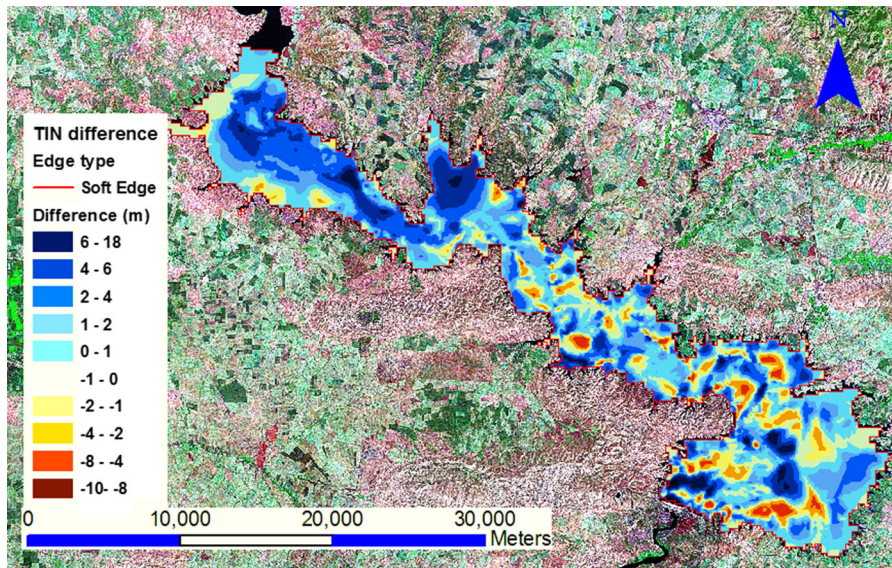 N
TIN difference
Edge type
Soft Edge
Difference (m)
6 - 18
4 - 6
2 - 4
1 - 2
0 - 1
-1 - 0
-2 - -1
-4 - -2
-8 - -4
-10- -8
0 10,000 20,000 30,000
Meters